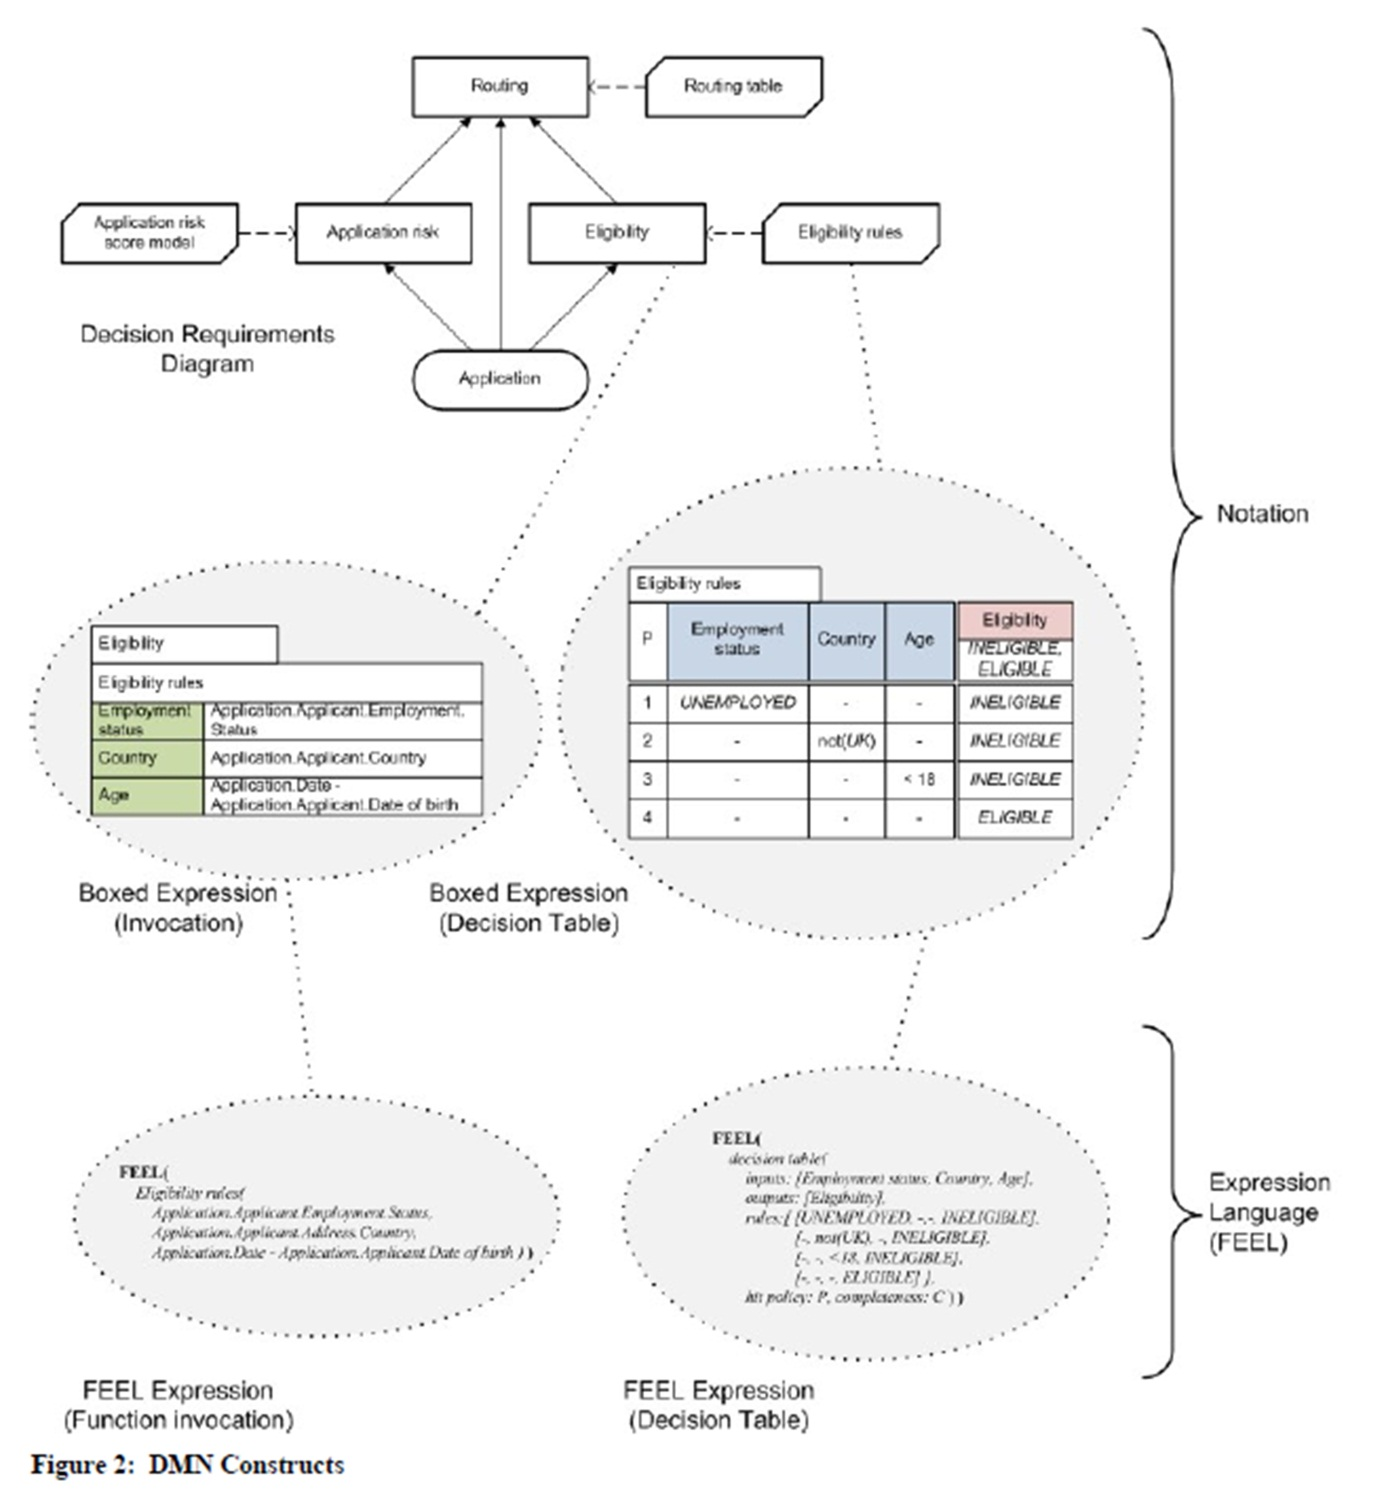 Routing
Routing table
Application risk
score model
Application risk
Eligibility
Eligibility rules
Decision Requirements
Diagram
Application
Notation
Eligibility
Eligibility rules
Employment
status
Application.Applicant.Employment.
Status
Country
Application.Applicant.Country
Age
Application.Date -
Application.Applicant.Date of birth
Boxed Expression
(Invocation)
Eligibility rules
P
Employment
status
Country
Age
Eligibility
INELIGIBLE,
ELIGIBLE
1 UNEMPLOYED - - INELIGIBLE
2 - not(UK) - INELIGIBLE
3 - - < 18 INELIGIBLE
4 - - - ELIGIBLE
Boxed Expression
(Decision Table)
FEEL(
Eligibility rules(
Application.Applicant.Employment.Status,
Application.Applicant.Address.Country,
Application.Date - Application.Applicant.Date of birth ) )
FEEL Expression
(Function invocation)
FEEL(
decision table(
inputs: [Employment status, Country, Age],
outputs: [Eligibility],
rules:[ [UNEMPLOYED, -,-, INELIGIBLE],
[-, not(UK), -, INELIGIBLE],
[-, -, <18, INELIGIBLE],
[-, -, -, ELIGIBLE] ],
hit policy: P, completeness: C ) )
FEEL Expression
(Decision Table)
Expression
Language
(FEEL)
Figure 2: DMN Constructs